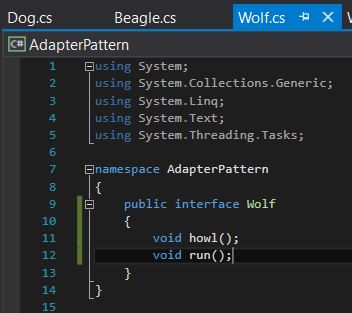 Dog.cs Beagle.cs Wolf.cs
C# AdapterPattern
1 using System;
2 using System.Collections.Generic;
3 using System.Linq;
4 using System.Text;
5 using System.Threading.Tasks;
6
7 namespace AdapterPattern
8 {
9 public interface Wolf
10 {
11 void howl();
12 void run();
13 }
14 }
15